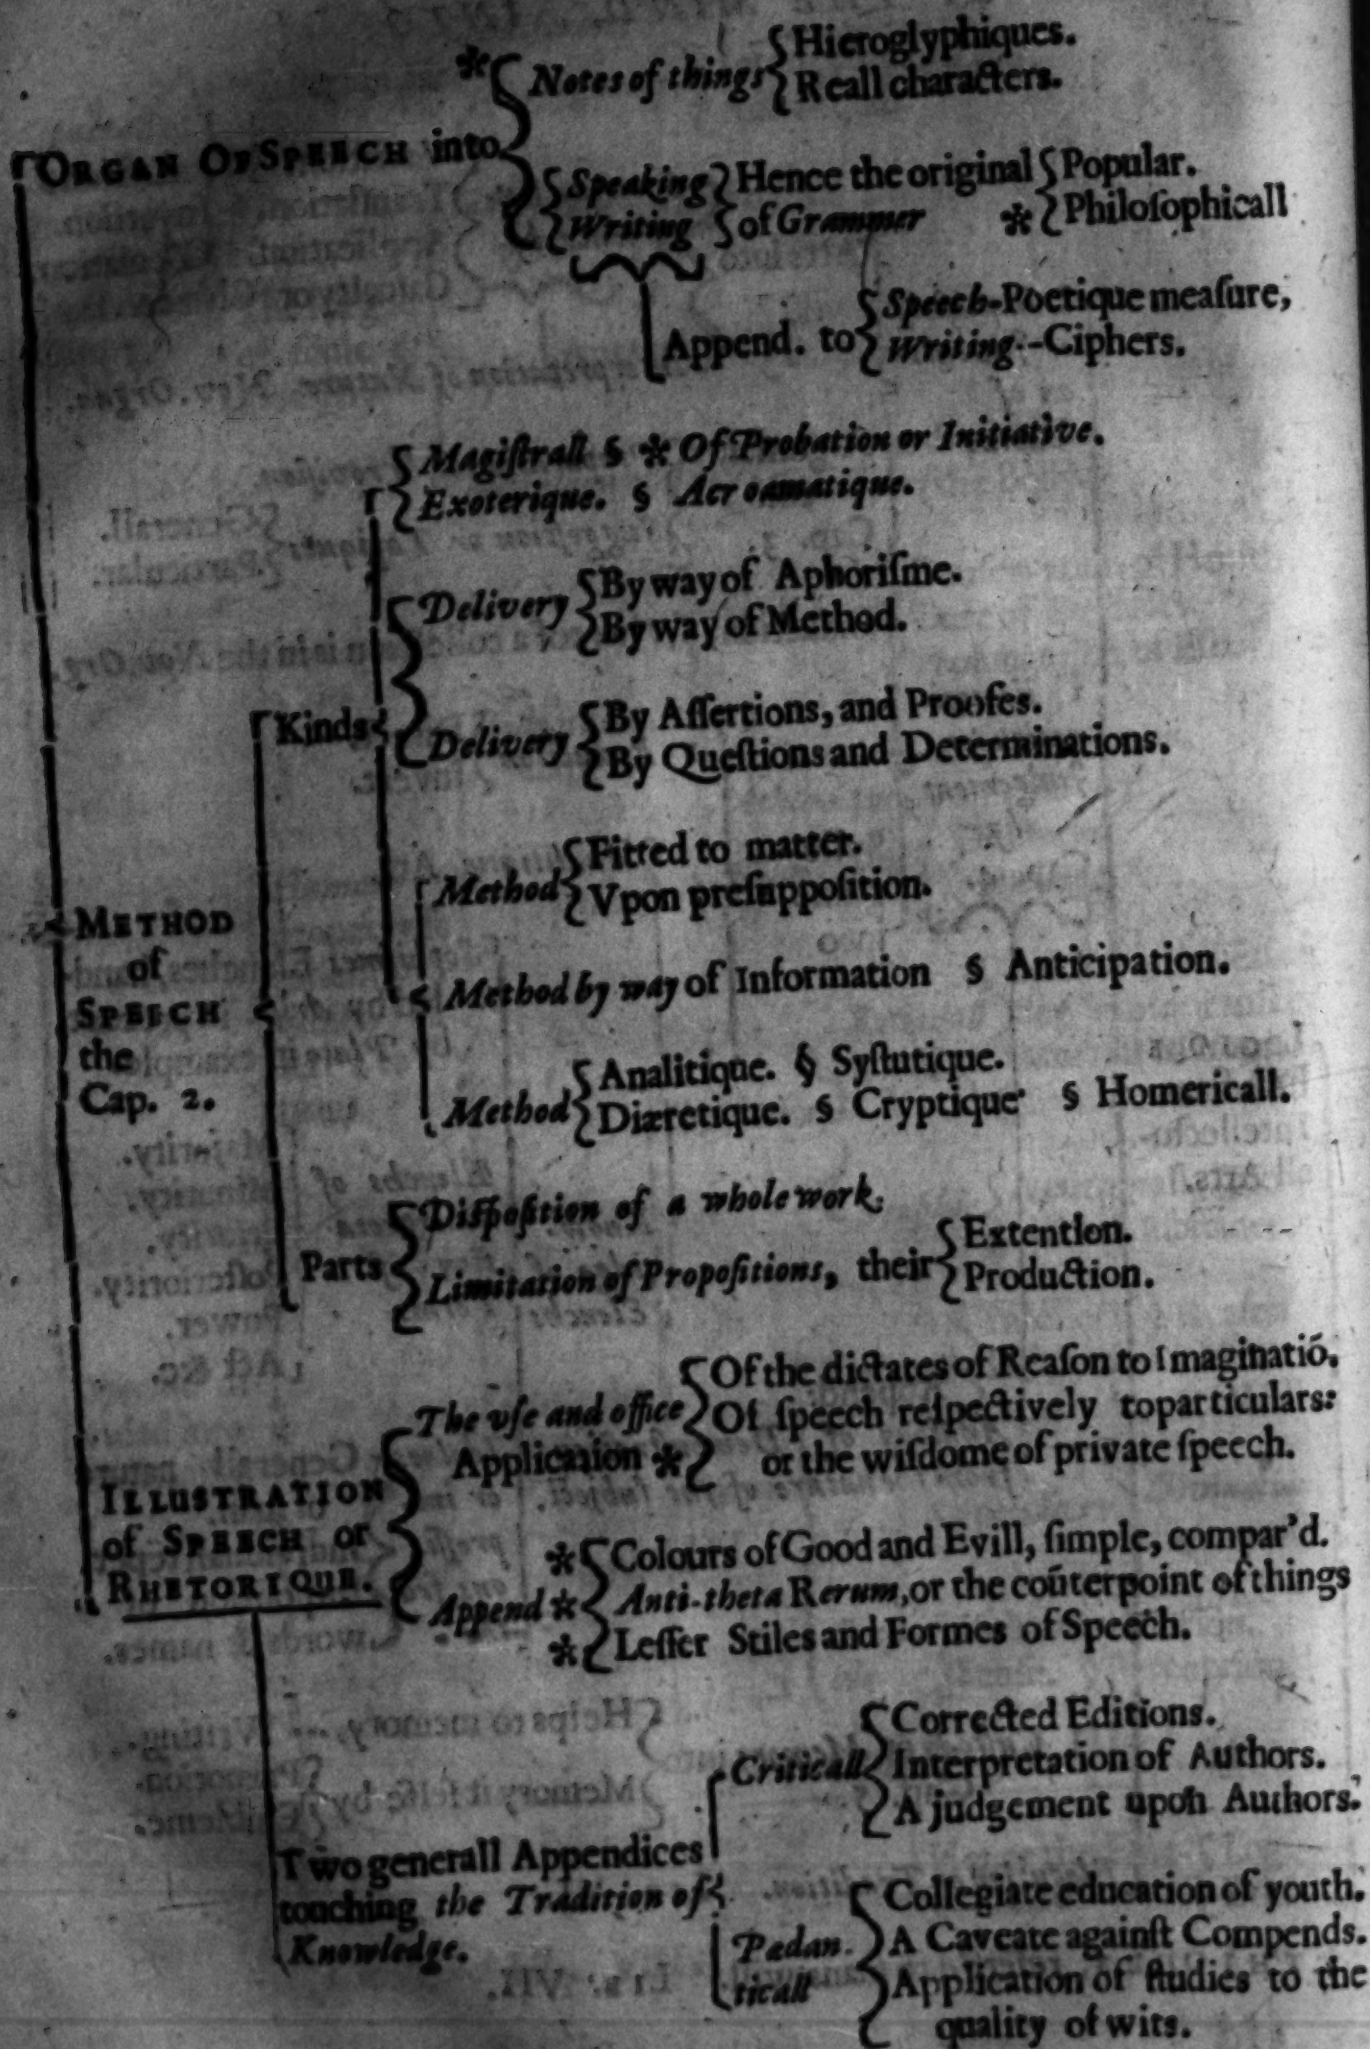 * Notes of things Hieroglyphiques.
Reall characters.
ORGAN OF SPEECH into
Speaking Hence the original Popular.
Writing of Grammer * Philoſophicall
Append. to Speech-Poetique meaſure,
Writing--Ciphers.
Magiſtrall § * Of Probation or Initiative.
Exoterique. § Acroamatique.
Delivery By way of Aphoriſme.
By way of Method.
Kinds
Delivery By Aſſertions, and Proofes.
By Queſtions and Determinations.
Method Fitted to matter.
Vpon preſuppoſition.
METHOD
of
SPEECH
the
Cap. 2.
Method by way of Information § Anticipation.
Method Analitique. § Syſtutique.
Diæretique. § Cryptique. § Homericall.
Parts Diſpoſition of a whole work.
Limitation of Propoſitions, their Extention.
Production.
The vſe and office Of the dictates of Reaſon to Imaginatiō.
Application * Of ſpeech reſpectively to particulars:
or the wiſdome of private ſpeech.
ILLUSTRATION
of SPEECH or
RHETORIQUE.
Append * Colours of Good and Evill, ſimple, compar'd.
* Anti-theta Rerum, or the coūterpoint of things
* Leſſer Stiles and Formes of Speech.
Two generall Appendices
touching the Tradition of
Knowledge.
Criticall Corrected Editions.
Interpretation of Authors.
A judgement upon Authors.
Pædan-
ticall
Collegiate education of youth.
A Caveate againſt Compends.
Application of ſtudies to the
quality of wits.